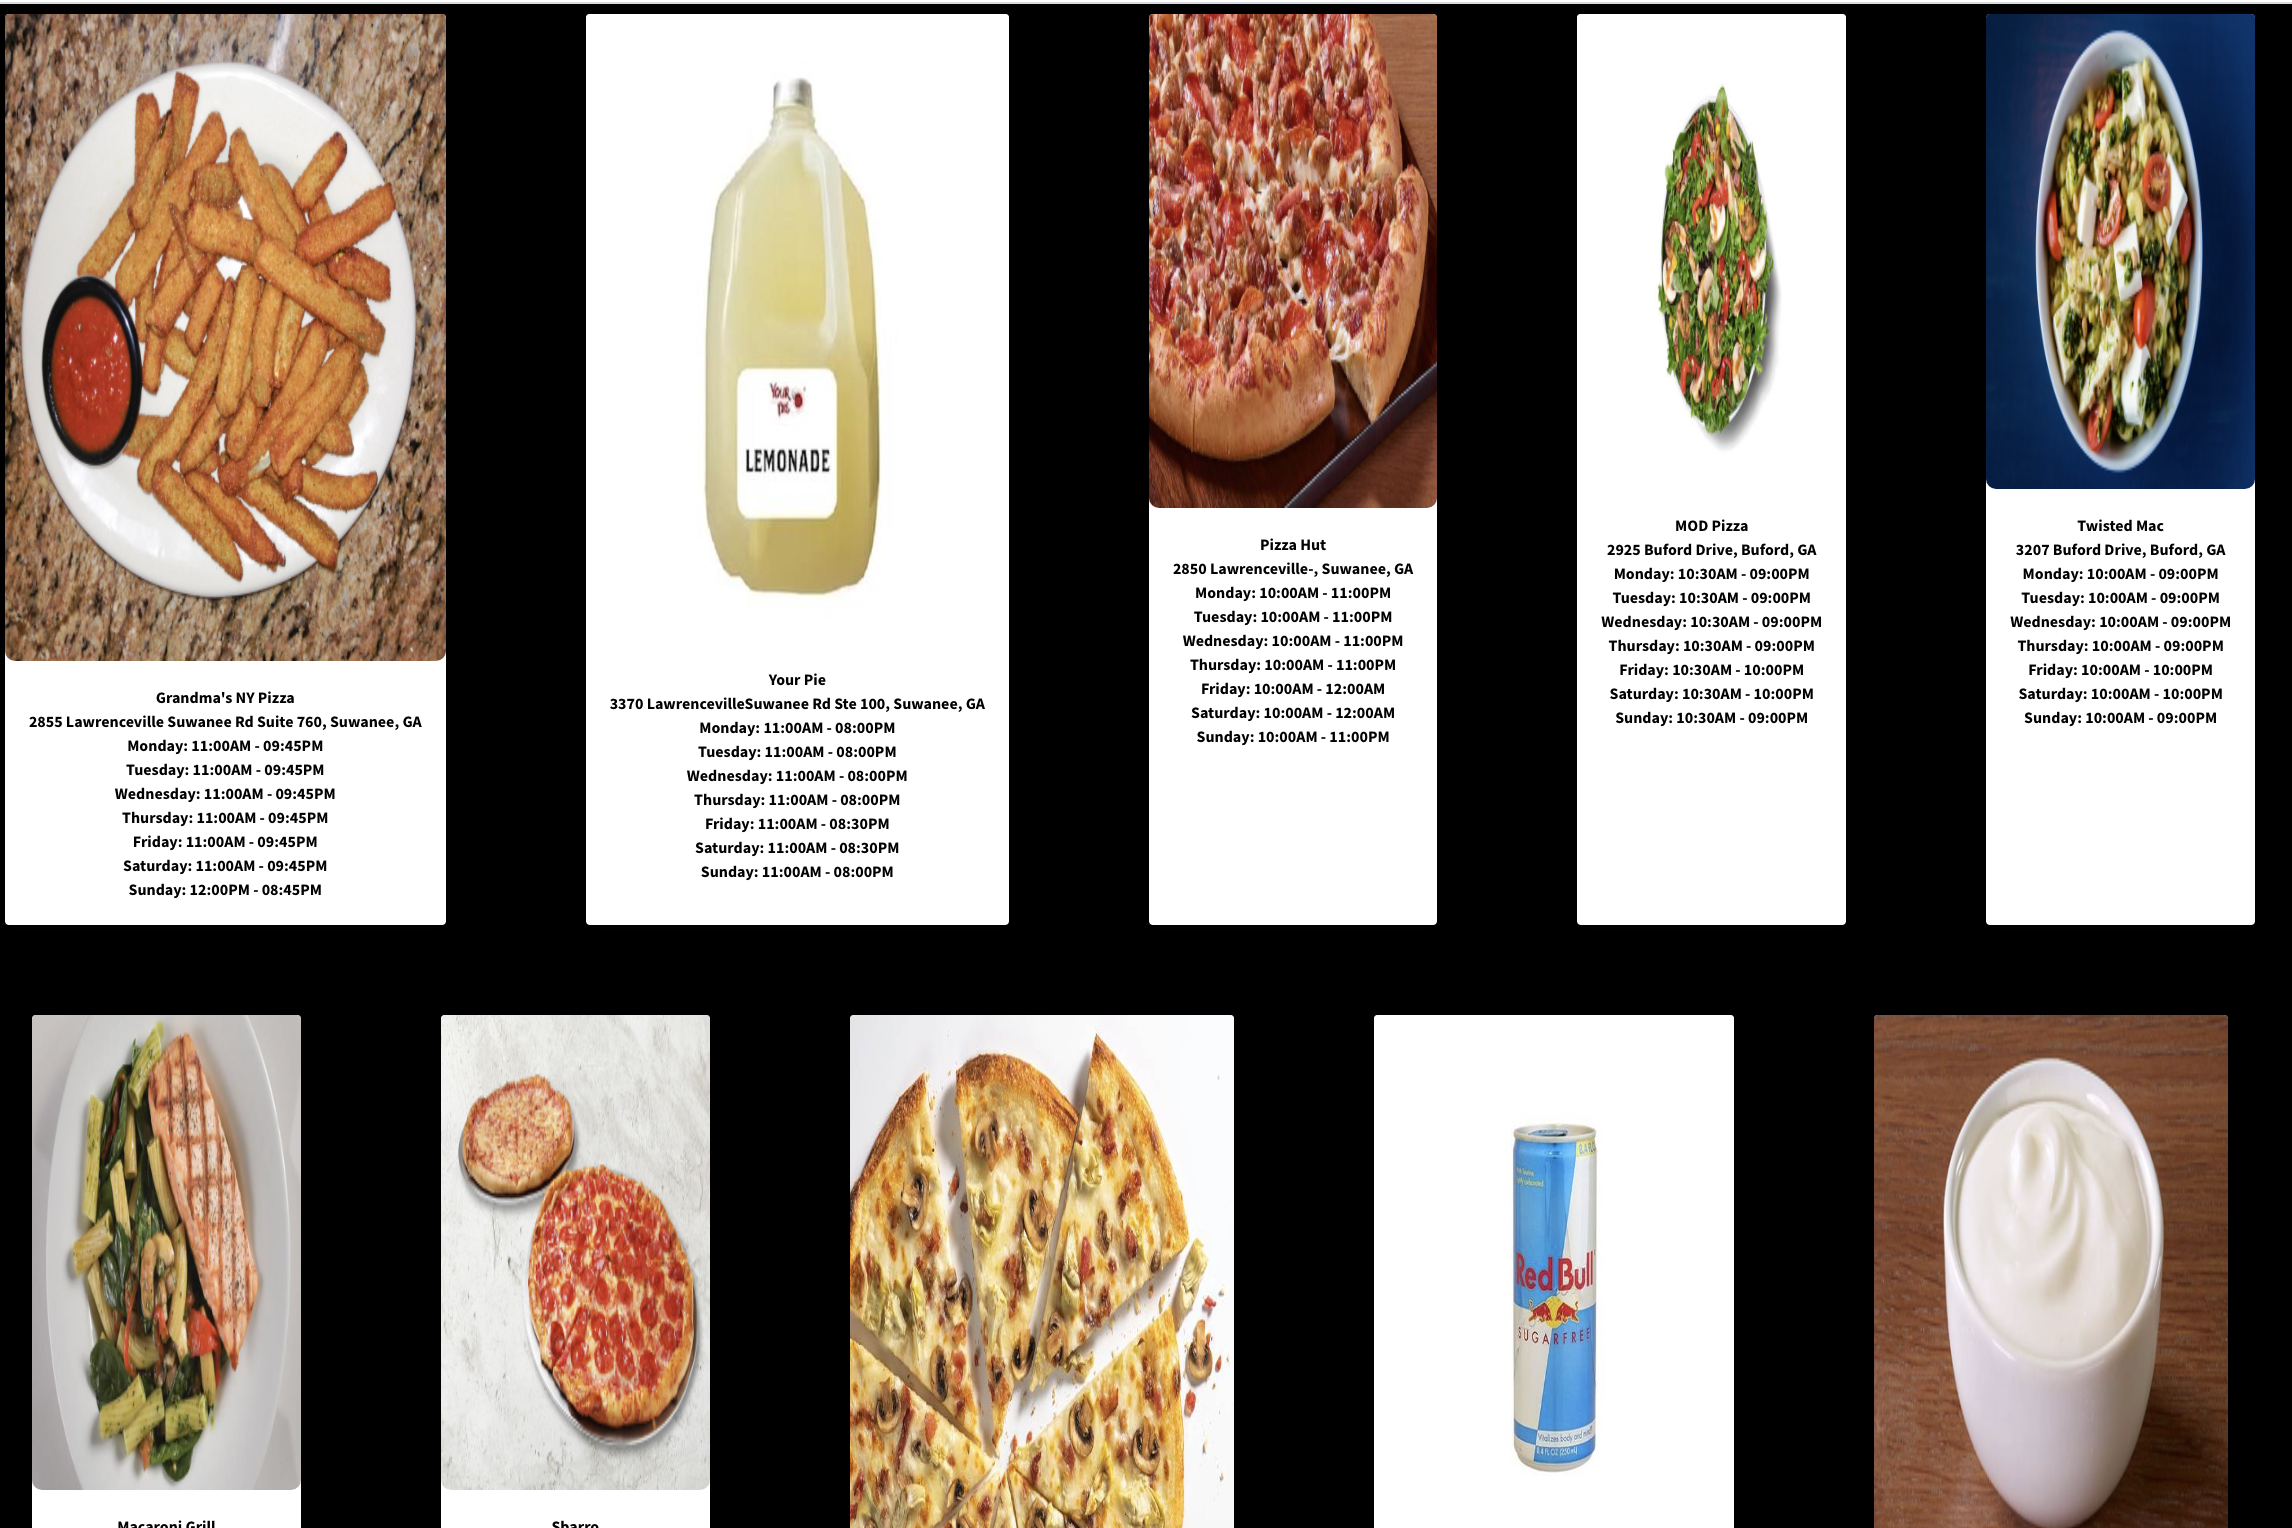 YOUR
PIE
LEMONADE
Grandma's NY Pizza
2855 Lawrenceville Suwanee Rd Suite 760, Suwanee, GA
Monday: 11:00AM - 09:45PM
Tuesday: 11:00AM - 09:45PM
Wednesday: 11:00AM - 09:45PM
Thursday: 11:00AM - 09:45PM
Friday: 11:00AM - 09:45PM
Saturday: 11:00AM - 09:45PM
Sunday: 12:00PM - 08:45PM
Your Pie
3370 LawrencevilleSuwanee Rd Ste 100, Suwanee, GA
Monday: 11:00AM - 08:00PM
Tuesday: 11:00AM - 08:00PM
Wednesday: 11:00AM - 08:00PM
Thursday: 11:00AM - 08:00PM
Friday: 11:00AM - 08:30PM
Saturday: 11:00AM - 08:30PM
Sunday: 11:00AM - 08:00PM
Pizza Hut
2850 Lawrenceville-, Suwanee, GA
Monday: 10:00AM - 11:00PM
Tuesday: 10:00AM - 11:00PM
Wednesday: 10:00AM - 11:00PM
Thursday: 10:00AM - 11:00PM
Friday: 10:00AM - 12:00AM
Saturday: 10:00AM - 12:00AM
Sunday: 10:00AM - 11:00PM
MOD Pizza
2925 Buford Drive, Buford, GA
Monday: 10:30AM - 09:00PM
Tuesday: 10:30AM - 09:00PM
Wednesday: 10:30AM - 09:00PM
Thursday: 10:30AM - 09:00PM
Friday: 10:30AM - 10:00PM
Saturday: 10:30AM - 10:00PM
Sunday: 10:30AM - 09:00PM
Twisted Mac
3207 Buford Drive, Buford, GA
Monday: 10:00AM - 09:00PM
Tuesday: 10:00AM - 09:00PM
Wednesday: 10:00AM - 09:00PM
Thursday: 10:00AM - 09:00PM
Friday: 10:00AM - 10:00PM
Saturday: 10:00AM - 10:00PM
Sunday: 10:00AM - 09:00PM
Red Bull
SUGARFREE
Vitalizes body and
8.4 FL OZ (250 mL)
Macaroni Grill
Sbarro